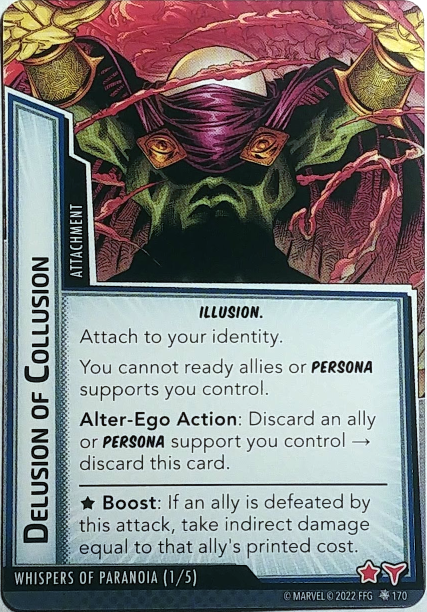 DELUSION OF COLLUSION
ATTACHMENT
ILLUSION.
Attach to your identity.
You cannot ready allies or PERSONA
supports you control.
Alter-Ego Action: Discard an ally
or PERSONA support you control →
discard this card.
★ Boost: If an ally is defeated by
this attack, take indirect damage
equal to that ally's printed cost.
WHISPERS OF PARANOIA (1/5)
© MARVEL © 2022 FFG 170